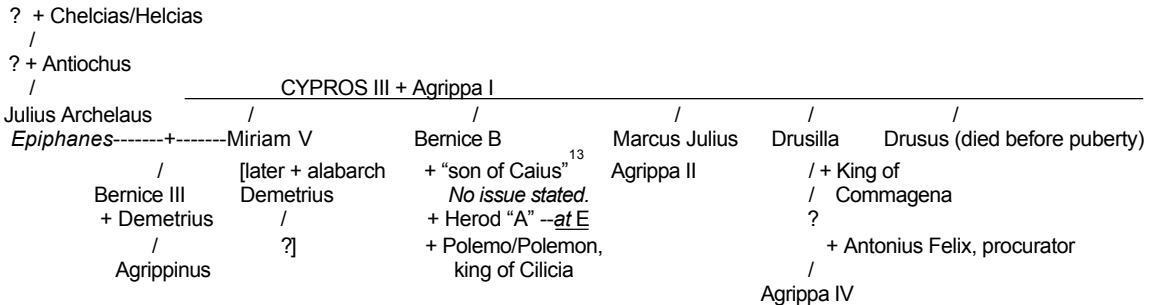 ? + Chelcias/Helcias
/
? + Antiochus
/ CYPROS III + Agrippa I
Julius Archelaus / / / / /
Epiphanes-------+-------Miriam V Bernice B Marcus Julius Drusilla Drusus (died before puberty)
/ [later + alabarch + “son of Caius”13 Agrippa II / + King of
Bernice III Demetrius No issue stated. / Commagena
+ Demetrius / + Herod “A” --at E ?
/ ?] + Polemo/Polemon, + Antonius Felix, procurator
Agrippinus king of Cilicia /
Agrippa IV